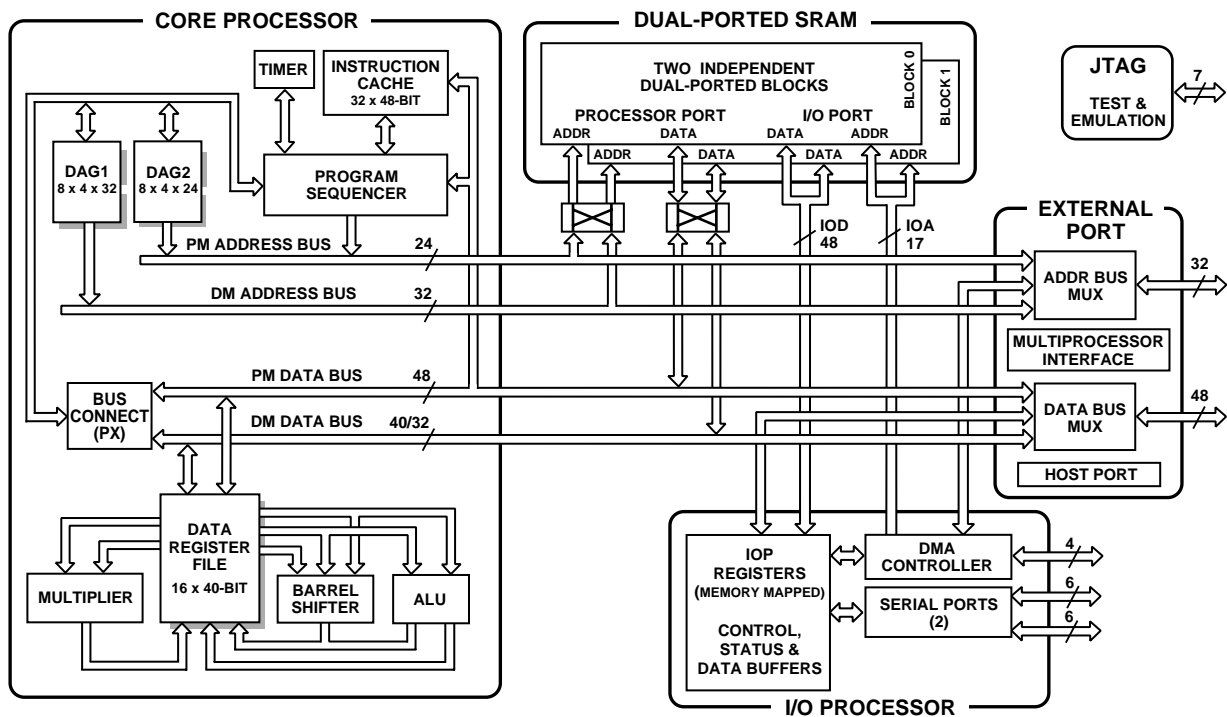 CORE PROCESSOR
TIMER
INSTRUCTION
CACHE
32 x 48-BIT
DAG1
8 x 4 x 32
DAG2
8 x 4 x 24
PROGRAM
SEQUENCER
PM ADDRESS BUS
24
DM ADDRESS BUS
32
PM DATA BUS
48
BUS
CONNECT
(PX)
DM DATA BUS
40/32
DATA
REGISTER
FILE
16 x 40-BIT
MULTIPLIER
BARREL
SHIFTER
ALU
DUAL-PORTED SRAM
TWO INDEPENDENT
DUAL-PORTED BLOCKS
BLOCK 0
BLOCK 1
PROCESSOR PORT
I/O PORT
ADDR
DATA
DATA
ADDR
ADDR
DATA
DATA
ADDR
IOD
48
IOA
17
JTAG
TEST &
EMULATION
7
EXTERNAL
PORT
ADDR BUS
MUX
32
MULTIPROCESSOR
INTERFACE
DATA BUS
MUX
48
HOST PORT
IOP
REGISTERS
(MEMORY MAPPED)
CONTROL,
STATUS &
DATA BUFFERS
DMA
CONTROLLER
4
SERIAL PORTS
(2)
6
6
I/O PROCESSOR